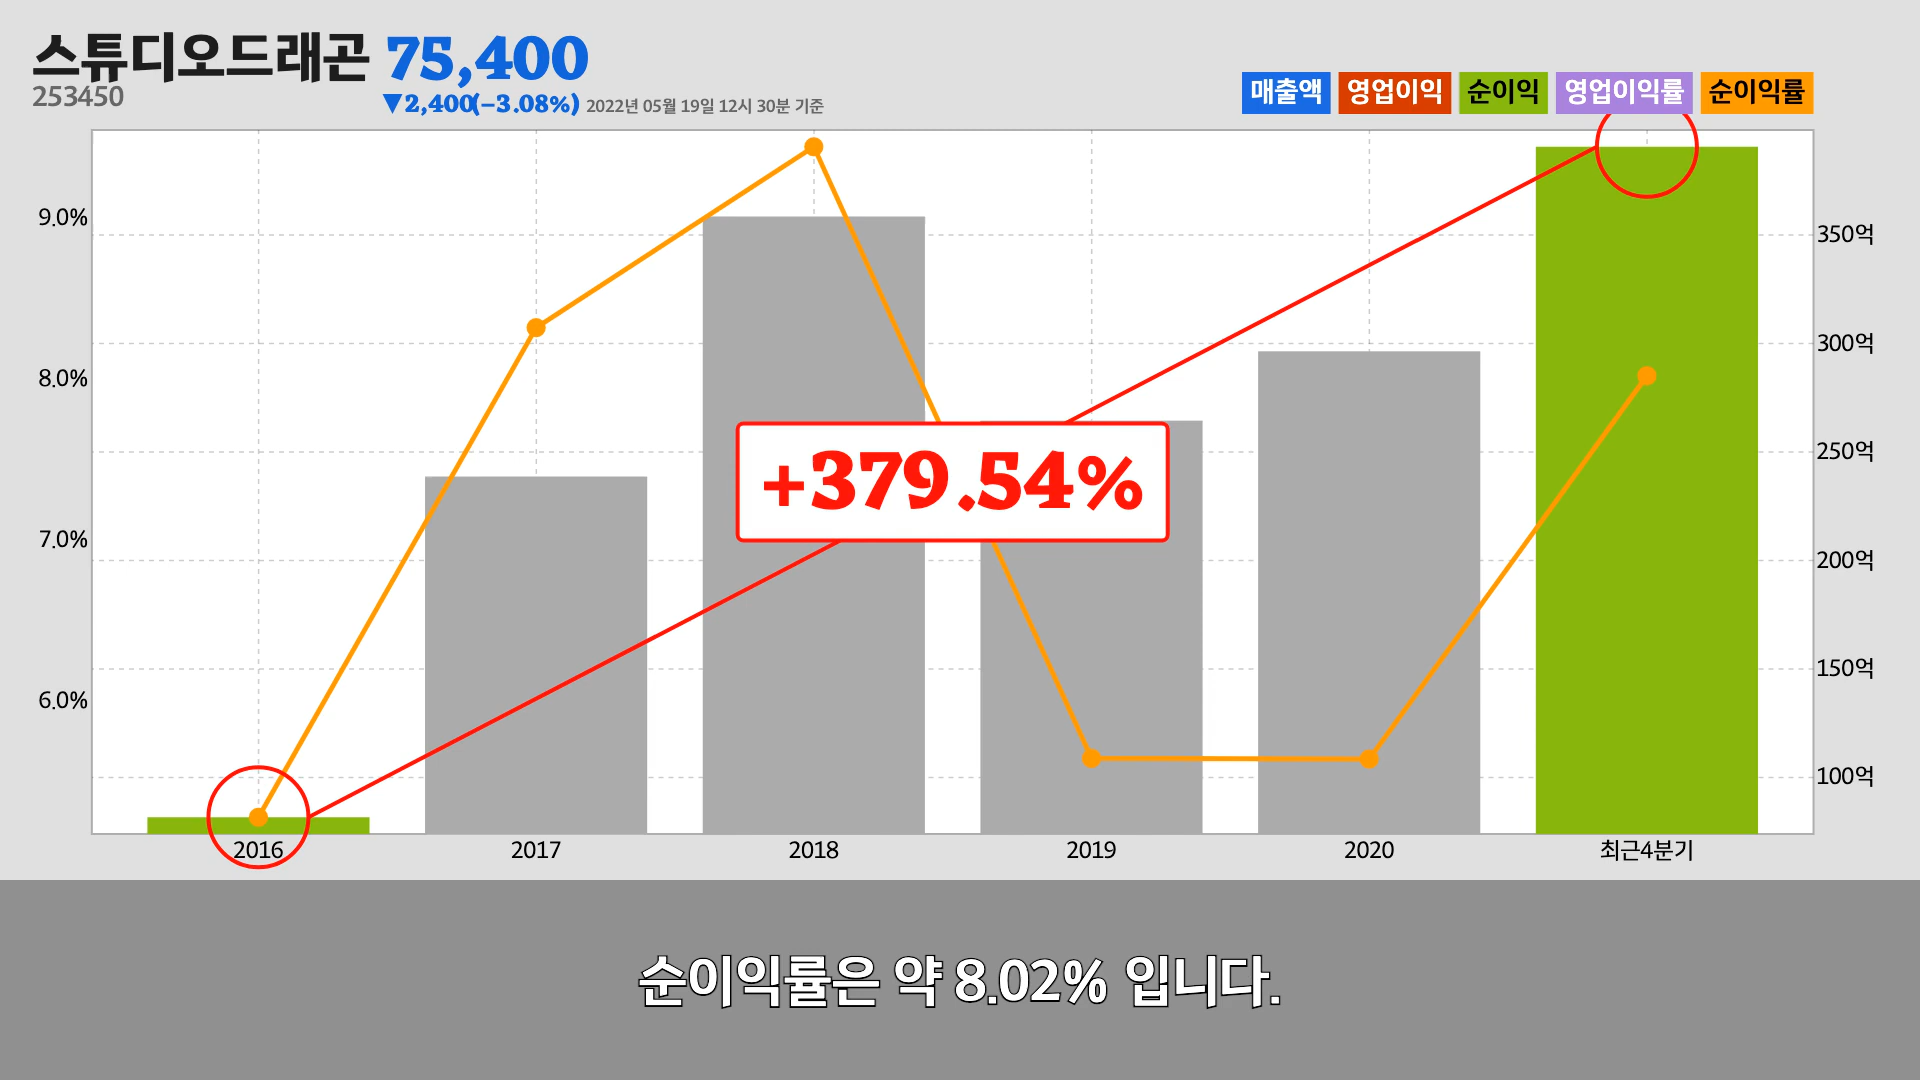 스튜디오드래곤 75,400
253450
▼2,400(-3.08%) 2022년 05월 19일 12시 30분 기준
매출액 영업이익 순이익 영업이익률 순이익률
9.0%
8.0%
7.0%
6.0%
350억
300억
250억
200억
150억
100억
+379.54%
2016 2017 2018 2019 2020 최근4분기
순이익률은 약 8.02% 입니다.